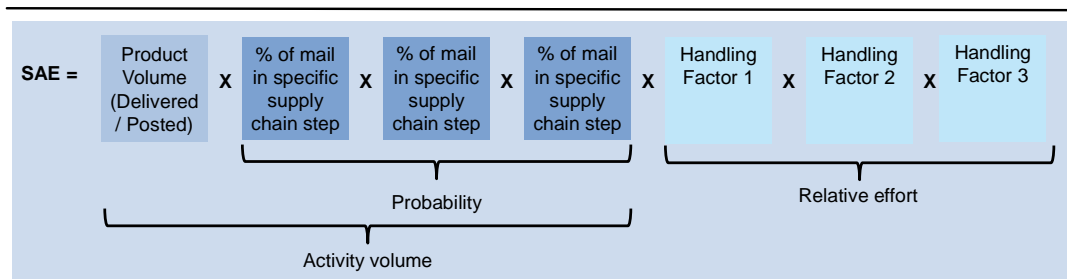 SAE =
Product
Volume
(Delivered
/ Posted)
X
% of mail
in specific
supply
chain step
X
% of mail
in specific
supply
chain step
X
% of mail
in specific
supply
chain step
X
Handling
Factor 1
X
Handling
Factor 2
X
Handling
Factor 3
Probability
Relative effort
Activity volume